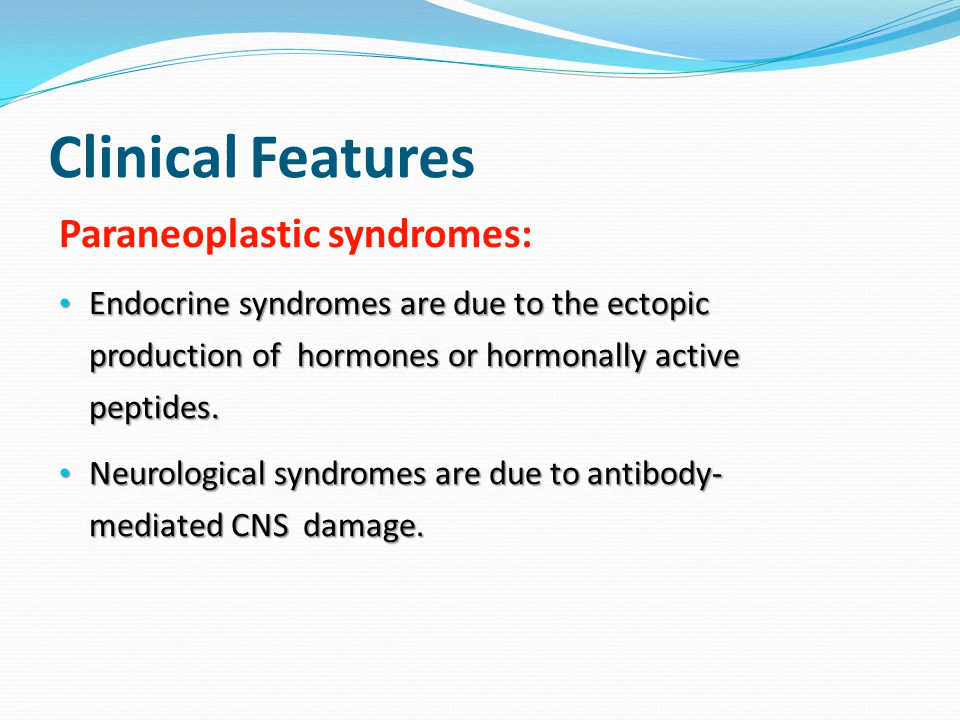 Clinical Features
Paraneoplastic syndromes:
• Endocrine syndromes are due to the ectopic
production of  hormones or hormonally active
peptides.
• Neurological syndromes are due to antibody-
mediated CNS  damage.